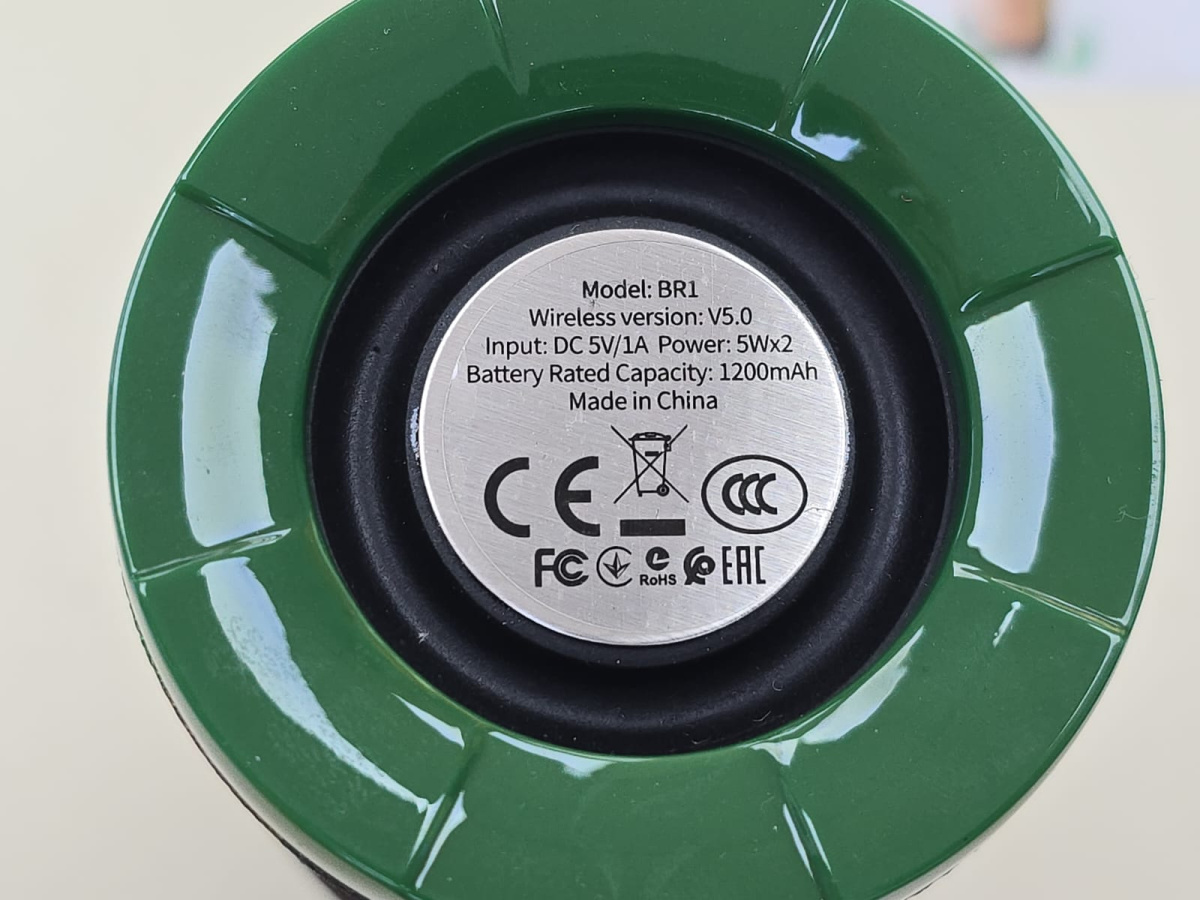 Model: BR1
Wireless version: V5.0
Input: DC 5V/1A Power: 5Wx2
Battery Rated Capacity: 1200mAh
Made in China
CE CCC
FC RoHS EAC